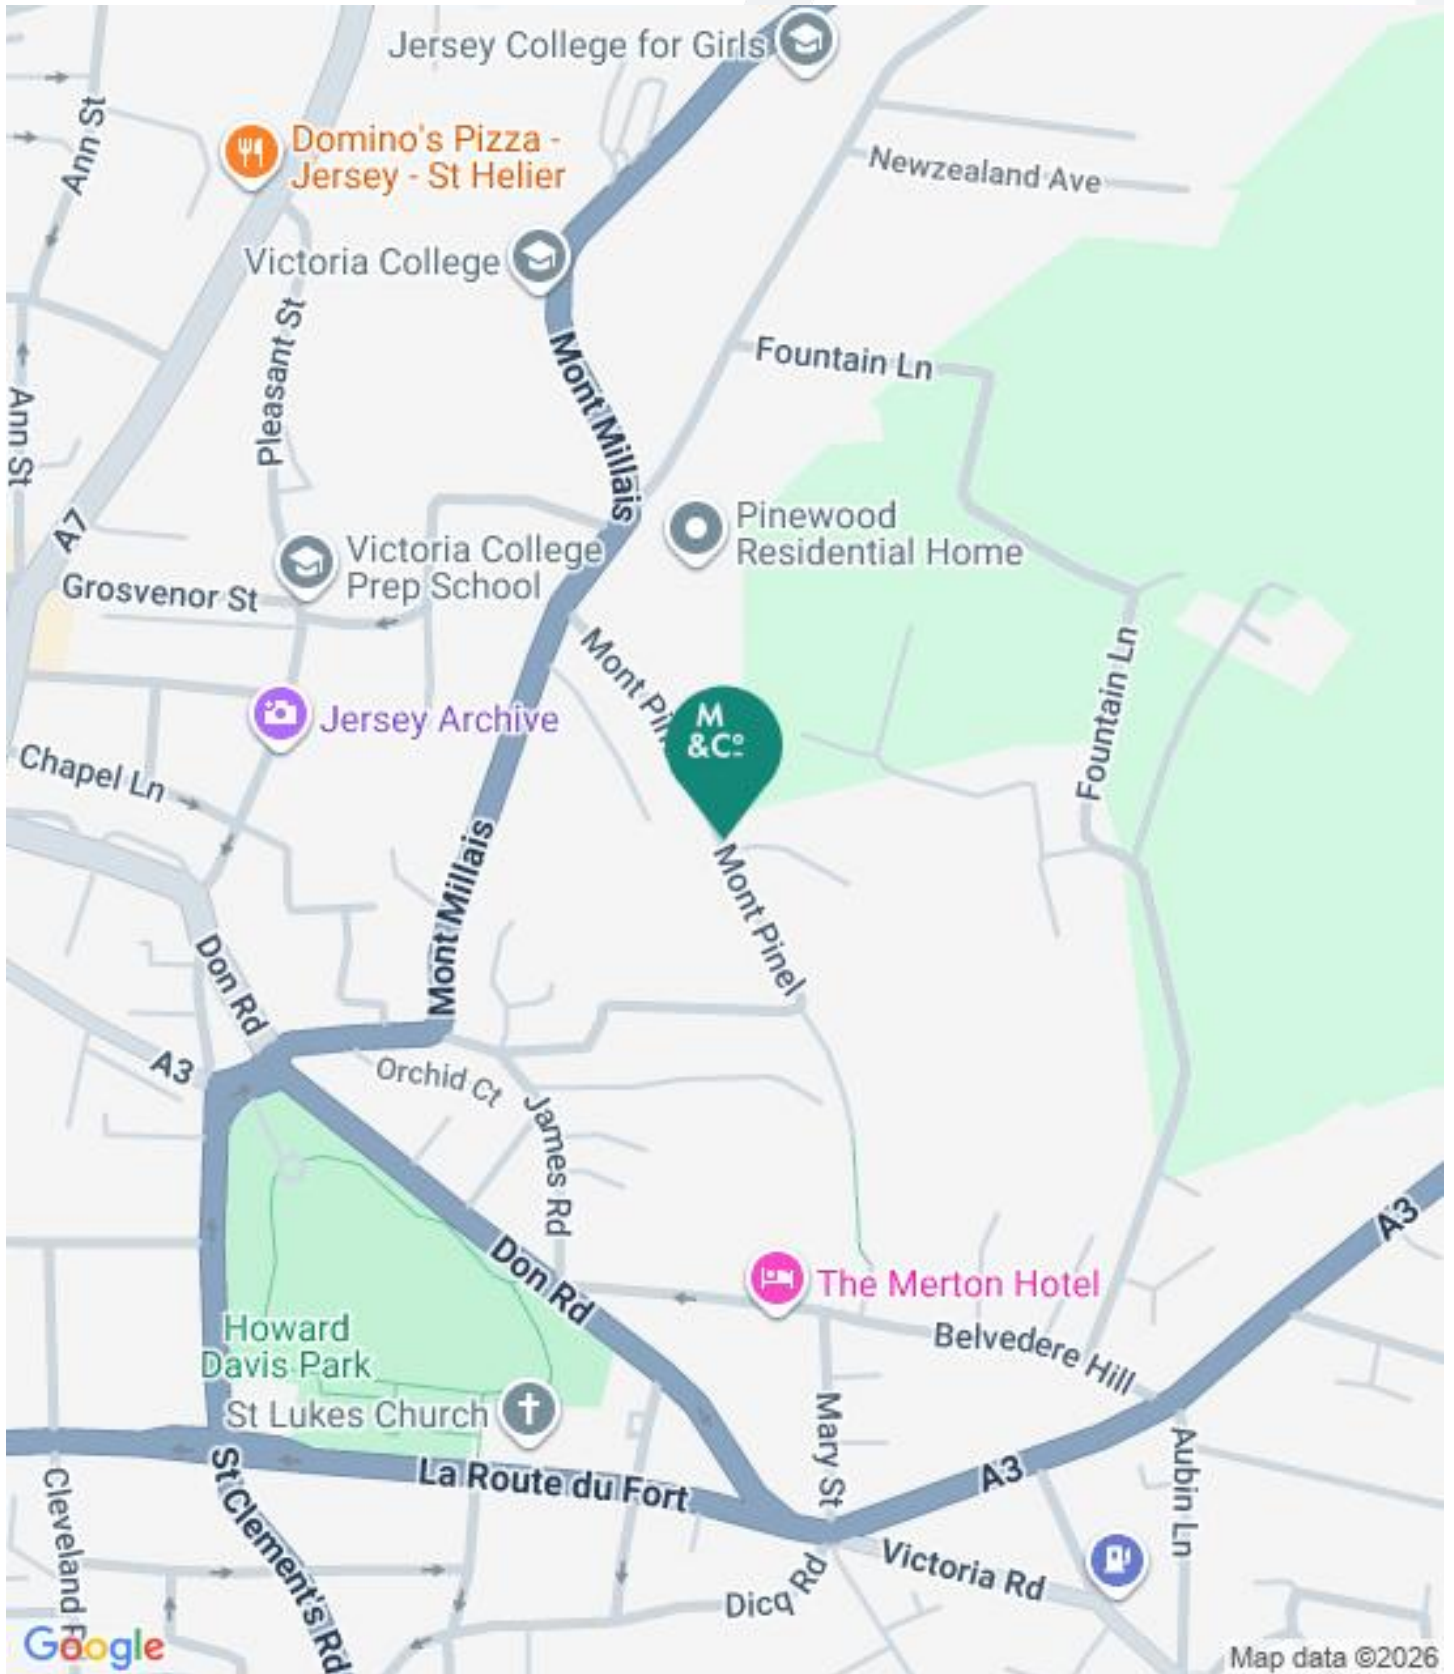 Jersey College for Girls
Ann St
Domino's Pizza -
Jersey - St Helier
Newzealand Ave
Victoria College
Pleasant St
Mont Millais
Fountain Ln
Ann St
A7
Pinewood
Residential Home
Victoria College
Prep School
Grosvenor St
Mont Pin
Fountain Ln
Jersey Archive
M
&Co
Chapel Ln
Mont Millais
Mont Pinel
Don Rd
A3
Orchid Ct
James Rd
A3
Don Rd
The Merton Hotel
Howard
Davis Park
Belvedere Hill
St Lukes Church
Mary St
Aubin Ln
La Route du Fort
A3
St Clement's Rd
Cleveland
Victoria Rd
Dicq Rd
Google
Map data ©2026